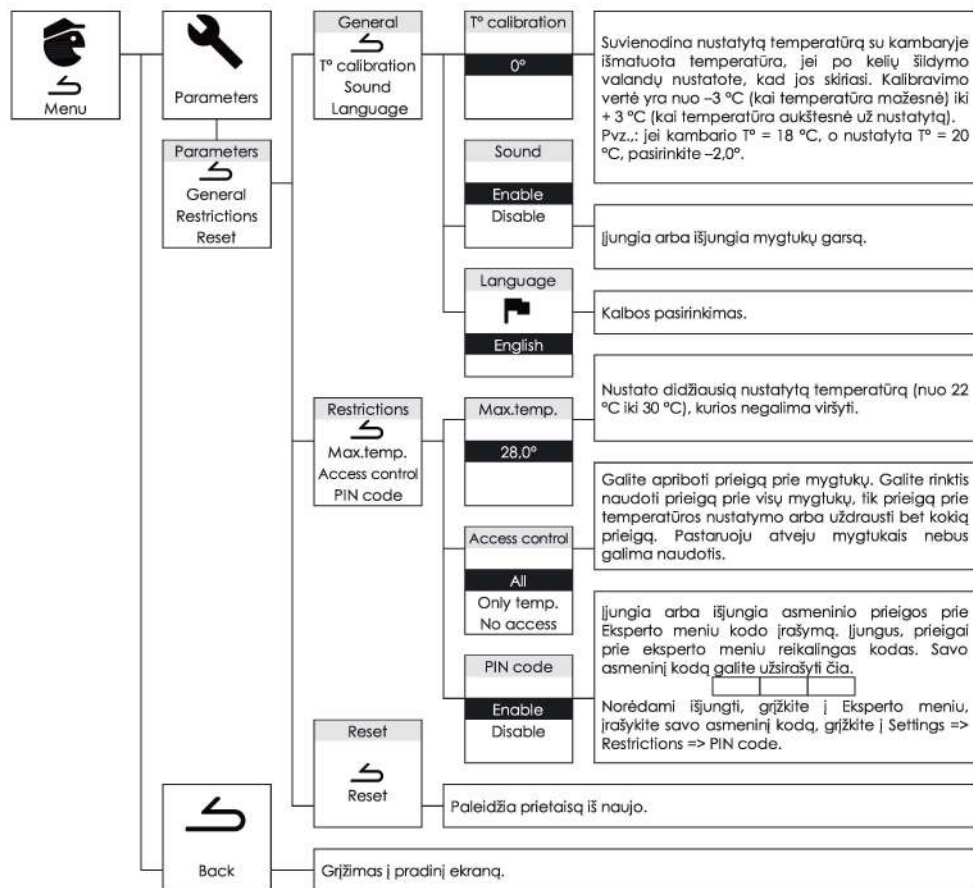 Menu
Parameters
Parameters
General
Restrictions
Reset
General
T° calibration
Sound
Language
T° calibration
0°
Suvienodina nustatytą temperatūrą su kambaryje
išmatuota temperatūra, jei po kelių šildymo
valandų nustatote, kad jos skiriasi. Kalibravimo
vertė yra nuo –3 °C (kai temperatūra mažesnė) iki
+ 3 °C (kai temperatūra aukštesnė už nustatytą).
Pvz.,: jei kambario T° = 18 °C, o nustatyta T° = 20
°C, pasirinkite –2,0°.
Sound
Enable
Disable
Įjungia arba išjungia mygtukų garsą.
Language
English
Kalbos pasirinkimas.
Restrictions
Max.temp.
Access control
PIN code
Max.temp.
28,0°
Nustato didžiausią nustatytą temperatūrą (nuo 22
°C iki 30 °C), kurios negalima viršyti.
Access control
All
Only temp.
No access
Galite apriboti prieigą prie mygtukų. Galite rinktis
naudoti prieigą prie visų mygtukų, tik prieigą prie
temperatūros nustatymo arba uždrausti bet kokią
prieigą. Pastaruoju atveju mygtukais nebus
galima naudotis.
PIN code
Enable
Disable
Įjungia arba išjungia asmeninio prieigos prie
Eksperto meniu kodo įrašymą. Įjungus, prieigai
prie eksperto meniu reikalingas kodas. Savo
asmeninį kodą galite užsirašyti čia.
Norėdami išjungti, grįžkite į Eksperto meniu,
įrašykite savo asmeninį kodą, grįžkite į Settings =>
Restrictions => PIN code.
Reset
Reset
Paleidžia prietaisą iš naujo.
Back
Grįžimas į pradinį ekraną.